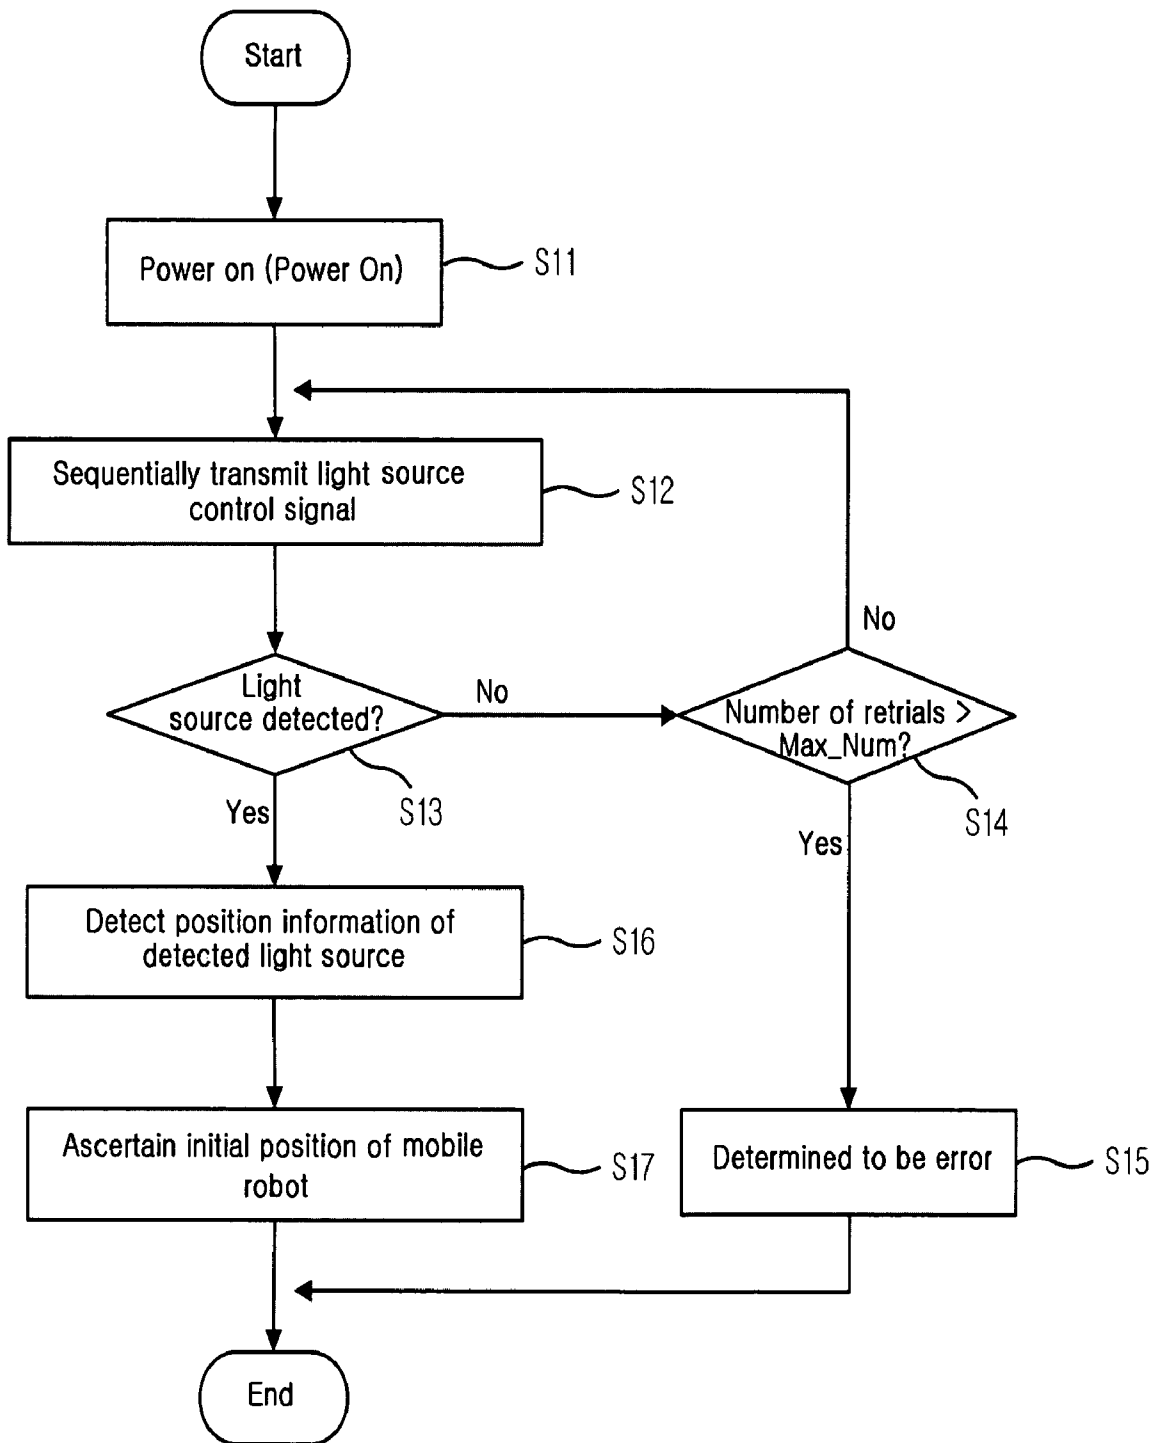 Start
Power on (Power On)
S11
Sequentially transmit light source
control signal
S12
No
Light
source detected?
No
Number of retrials >
Max_Num?
S13
S14
Yes
Yes
Detect position information of
detected light source
S16
Ascertain initial position of mobile
robot
S17
Determined to be error
S15
End